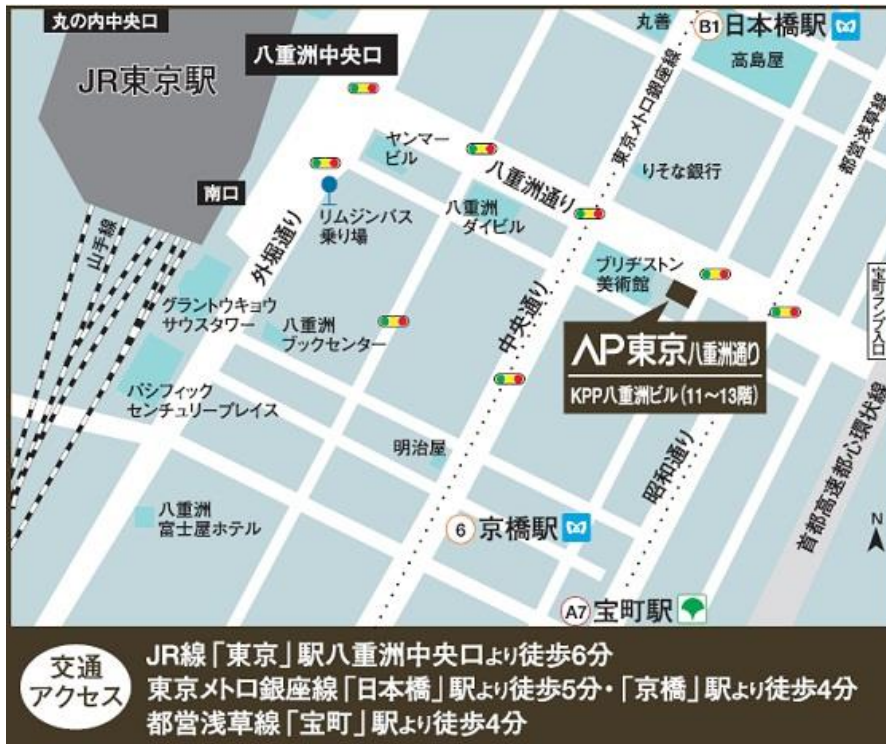 丸の内中央口
JR東京駅
八重洲中央口
南口
山手線
外堀通り
リムジンバス
乗り場
ヤンマー
ビル
八重洲通り
八重洲
ダイビル
丸善
B1 日本橋駅
高島屋
東京メトロ銀座線
都営浅草線
りそな銀行
ブリヂストン
美術館
宝町ランプ入口
AP東京八重洲通り
KPP八重洲ビル(11～13階)
グラントウキョウ
サウスタワー
八重洲
ブックセンター
中央通り
パシフィック
センチュリープレイス
明治屋
昭和通り
首都高速都心環状線
八重洲
富士屋ホテル
6 京橋駅
N
A7 宝町駅
交通
アクセス
JR線「東京」駅八重洲中央口より徒歩6分
東京メトロ銀座線「日本橋」駅より徒歩5分・「京橋」駅より徒歩4分
都営浅草線「宝町」駅より徒歩4分